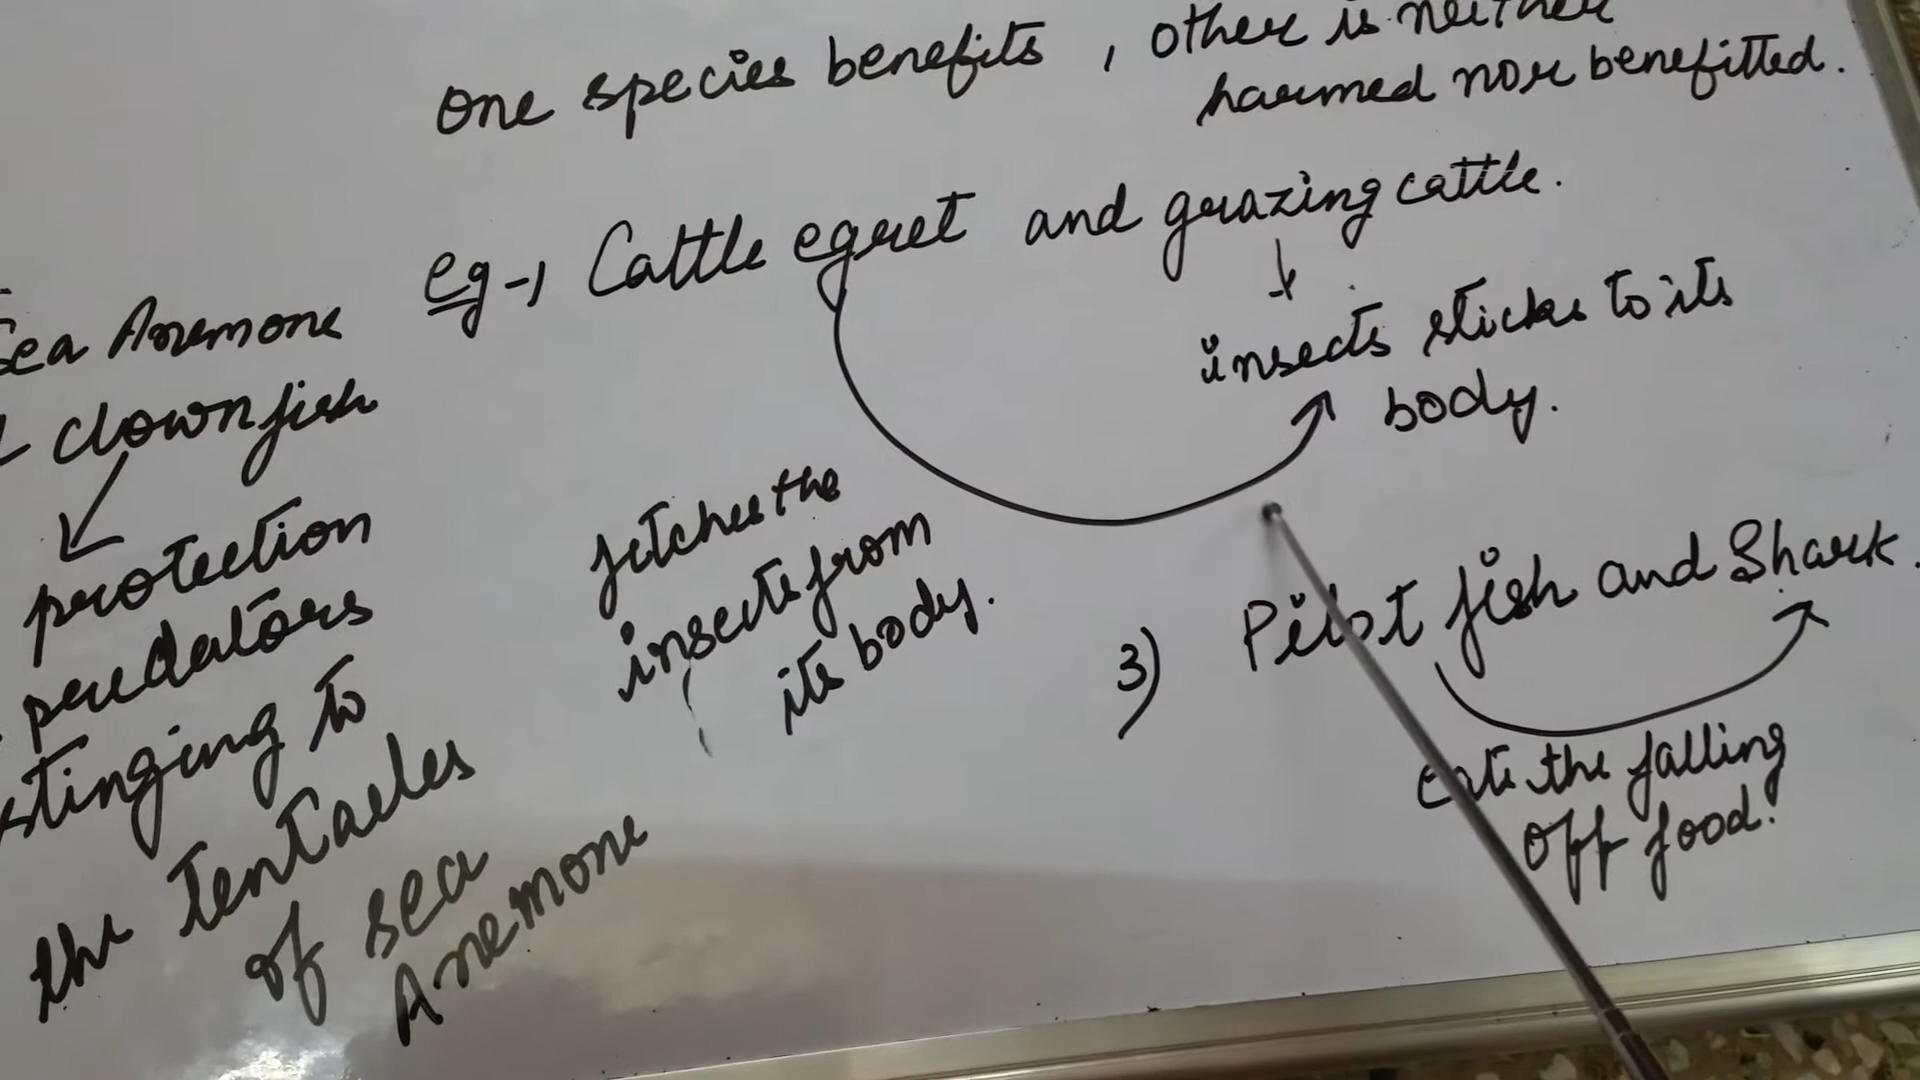 One species benefits, other is neither
harmed nor benefitted.
eg-1 Cattle egret and grazing cattle.
insects sticks to its
body.
fetches the
insects from
its body.
Sea Anemone
clownfish
protection
predators
stinging to
the tentacles
of sea
Anemone
3) Pilot fish and Shark.
eats the falling
off food.